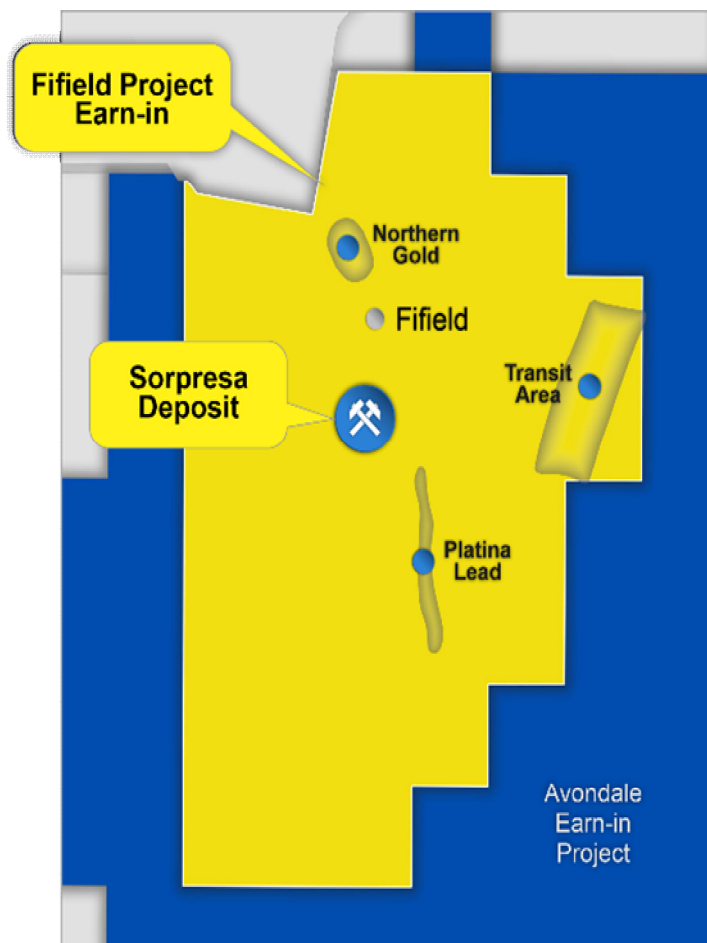 Fifield Project
Earn-in
Northern
Gold
Fifield
Sorpresa
Deposit
Transit
Area
Platina
Lead
Avondale
Earn-in
Project